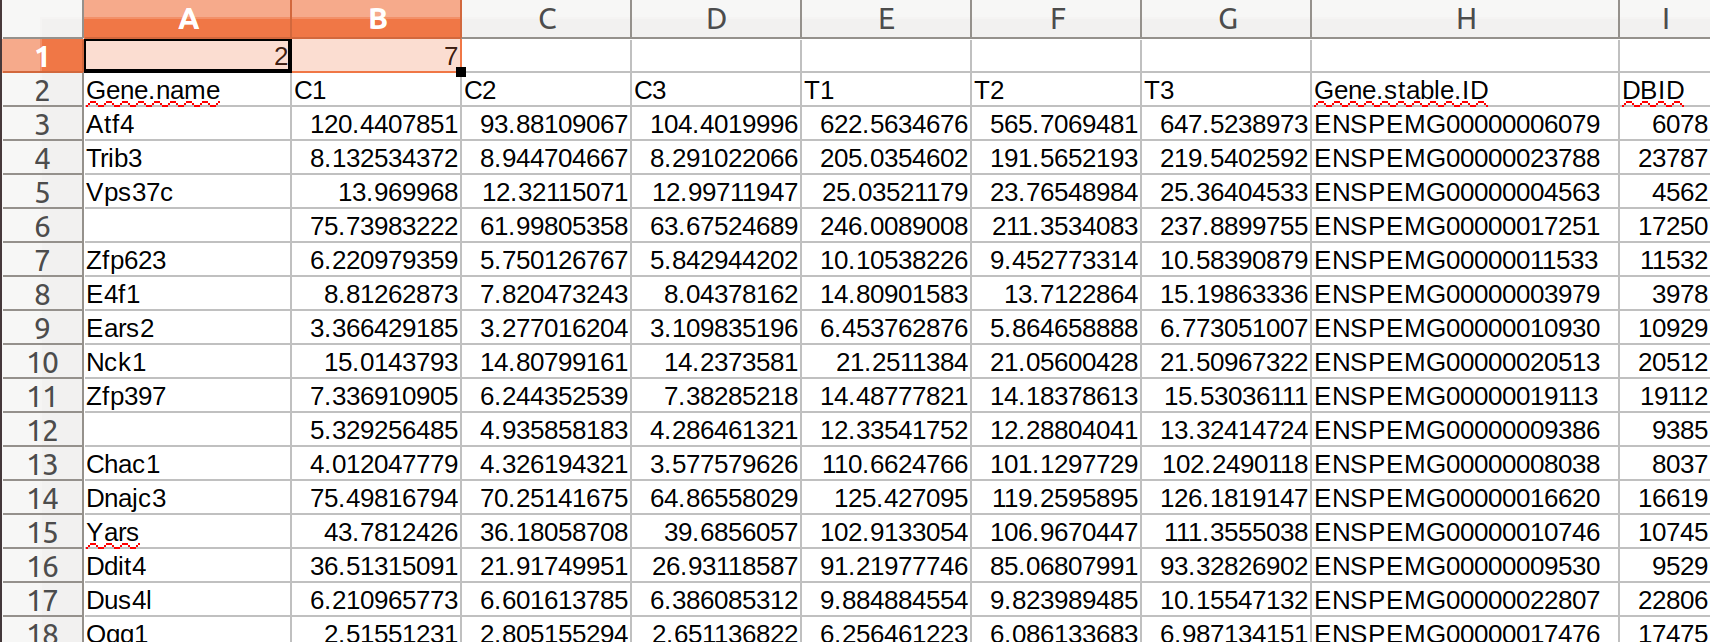 A B C D E F G H I
1 2 7
2 Gene.name C1 C2 C3 T1 T2 T3 Gene.stable.ID DBID
3 Atf4 120.4407851 93.88109067 104.4019996 622.5634676 565.7069481 647.5238973 ENSPEMG00000006079 6078
4 Trib3 8.132534372 8.944704667 8.291022066 205.0354602 191.5652193 219.5402592 ENSPEMG00000023788 23787
5 Vps37c 13.969968 12.32115071 12.99711947 25.03521179 23.76548984 25.36404533 ENSPEMG00000004563 4562
6 75.73983222 61.99805358 63.67524689 246.0089008 211.3534083 237.8899755 ENSPEMG00000017251 17250
7 Zfp623 6.220979359 5.750126767 5.842944202 10.10538226 9.452773314 10.58390879 ENSPEMG00000011533 11532
8 E4f1 8.81262873 7.820473243 8.04378162 14.80901583 13.7122864 15.19863336 ENSPEMG00000003979 3978
9 Ears2 3.366429185 3.277016204 3.109835196 6.453762876 5.864658888 6.773051007 ENSPEMG00000010930 10929
10 Nck1 15.0143793 14.80799161 14.2373581 21.2511384 21.05600428 21.50967322 ENSPEMG00000020513 20512
11 Zfp397 7.336910905 6.244352539 7.38285218 14.48777821 14.18378613 15.53036111 ENSPEMG00000019113 19112
12 5.329256485 4.935858183 4.286461321 12.33541752 12.28804041 13.32414724 ENSPEMG00000009386 9385
13 Chac1 4.012047779 4.326194321 3.577579626 110.6624766 101.1297729 102.2490118 ENSPEMG00000008038 8037
14 Dnajc3 75.49816794 70.25141675 64.86558029 125.427095 119.2595895 126.1819147 ENSPEMG00000016620 16619
15 Yars 43.7812426 36.18058708 39.6856057 102.9133054 106.9670447 111.3555038 ENSPEMG00000010746 10745
16 Ddit4 36.51315091 21.91749951 26.93118587 91.21977746 85.06807991 93.32826902 ENSPEMG00000009530 9529
17 Dus4l 6.210965773 6.601613785 6.386085312 9.884884554 9.823989485 10.15547132 ENSPEMG00000022807 22806
18 Ogg1 2.51551231 2.805155294 2.651136822 6.256461223 6.086133683 6.987134151 ENSPEMG00000017476 17475